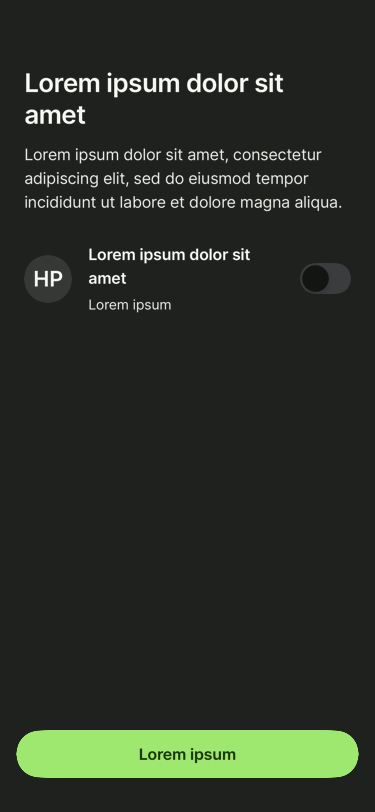 Lorem ipsum dolor sit
amet
Lorem ipsum dolor sit amet, consectetur
adipiscing elit, sed do eiusmod tempor
incididunt ut labore et dolore magna aliqua.
HP
Lorem ipsum dolor sit
amet
Lorem ipsum
Lorem ipsum